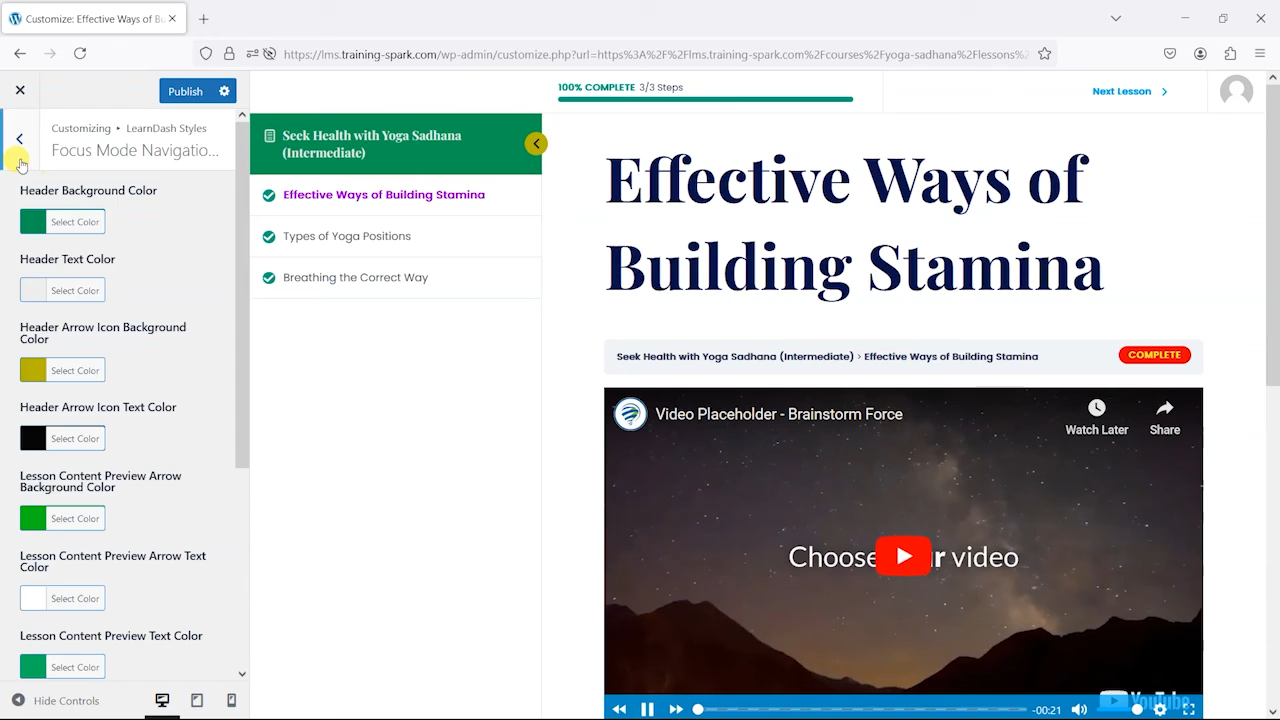 Customize: Effective Ways of Bu
https://lms.training-spark.com/wp-admin/customize.php?url=https%3A%2F%2Flms.training-spark.com%2Fcourses%2Fyoga-sadhana%2Flessons%
Publish
Customizing ▸ LearnDash Styles
Focus Mode Navigatio...
Header Background Color
Select Color
Header Text Color
Select Color
Header Arrow Icon Background
Color
Select Color
Header Arrow Icon Text Color
Select Color
Lesson Content Preview Arrow
Background Color
Select Color
Lesson Content Preview Arrow Text
Color
Select Color
Lesson Content Preview Text Color
Select Color
Hide Controls
Seek Health with Yoga Sadhana
(Intermediate)
Effective Ways of Building Stamina
Types of Yoga Positions
Breathing the Correct Way
100% COMPLETE 3/3 Steps
Next Lesson
Effective Ways of
Building Stamina
Seek Health with Yoga Sadhana (Intermediate) > Effective Ways of Building Stamina
COMPLETE
Video Placeholder - Brainstorm Force
Watch Later
Share
video
YouTube
-00:21